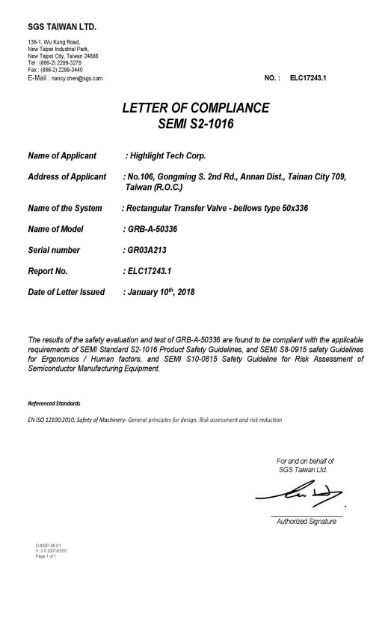 SGS TAIWAN LTD.
136-1, Wu Kung Road,
New Taipei Industrial Park,
New Taipei City, Taiwan 24886
Tel : (886-2) 2299-3279
Fax : (886-2) 2299-3440
E-Mail : nancy.chen@sgs.com
NO. : ELC17243.1
LETTER OF COMPLIANCE
SEMI S2-1016
Name of Applicant : Highlight Tech Corp.
Address of Applicant : No.106, Gongming S. 2nd Rd., Annan Dist., Tainan City 709,
Taiwan (R.O.C.)
Name of the System : Rectangular Transfer Valve - bellows type 50x336
Name of Model : GRB-A-50336
Serial number : GR03A213
Report No. : ELC17243.1
Date of Letter Issued : January 10th, 2018
The results of the safety evaluation and test of GRB-A-50336 are found to be compliant with the applicable
requirements of SEMI Standard S2-1016 Product Safety Guidelines, and SEMI S8-0915 safety Guidelines
for Ergonomics / Human factors, and SEMI S10-0815 Safety Guideline for Risk Assessment of
Semiconductor Manufacturing Equipment.
Referenced Standards
EN ISO 12100:2010, Safety of Machinery- General principles for design. Risk assessment and risk reduction
For and on behalf of
SGS Taiwan Ltd.
Authorized Signature
Page 1 of 1